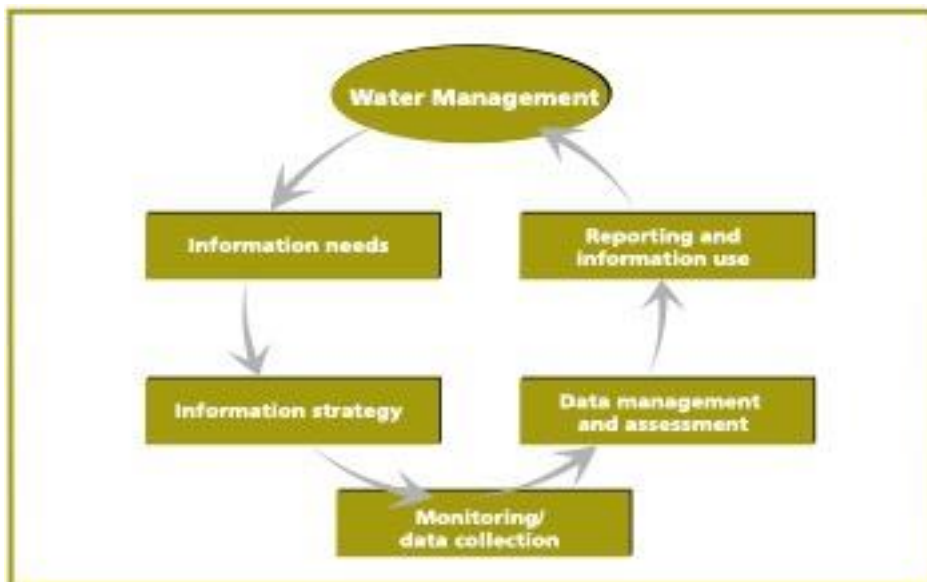 Water Management
Information needs
Information strategy
Monitoring/
data collection
Data management
and assessment
Reporting and
information use